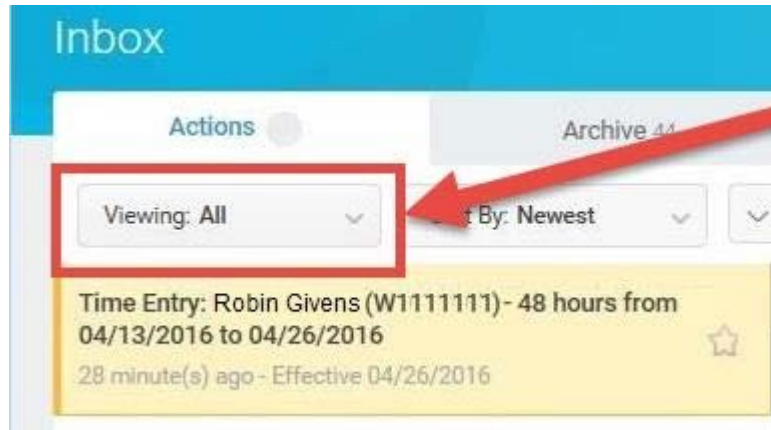 Inbox
Actions
Archive 44
Viewing: All
By: Newest
Time Entry: Robin Givens (W1111111) - 48 hours from
04/13/2016 to 04/26/2016
28 minute(s) ago - Effective 04/26/2016